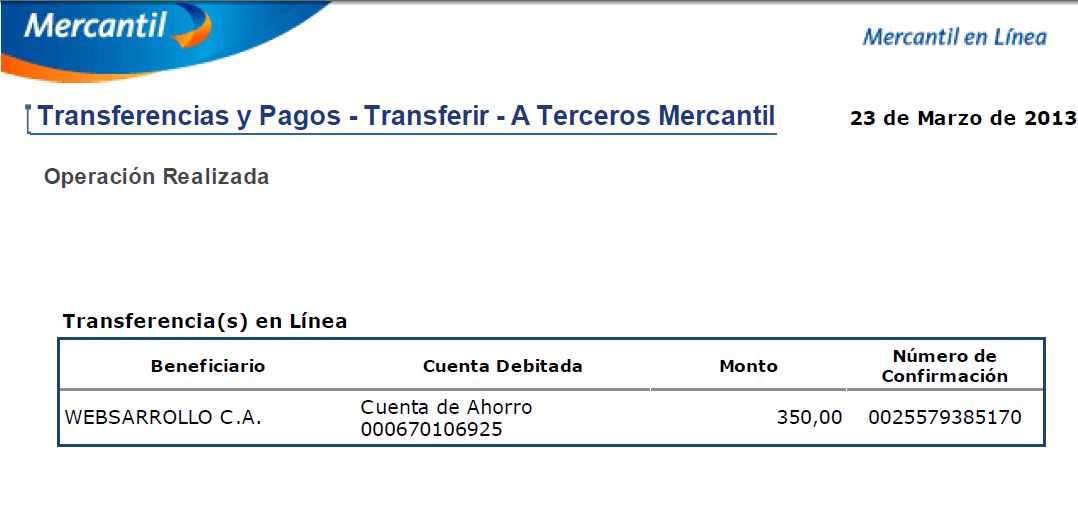 Mercantil
Mercantil en Línea
Transferencias y Pagos - Transferir - A Terceros Mercantil
23 de Marzo de 2013
Operación Realizada
Transferencia(s) en Línea
Beneficiario Cuenta Debitada Monto Número de Confirmación
WEBSARROLLO C.A. Cuenta de Ahorro 000670106925 350,00 0025579385170